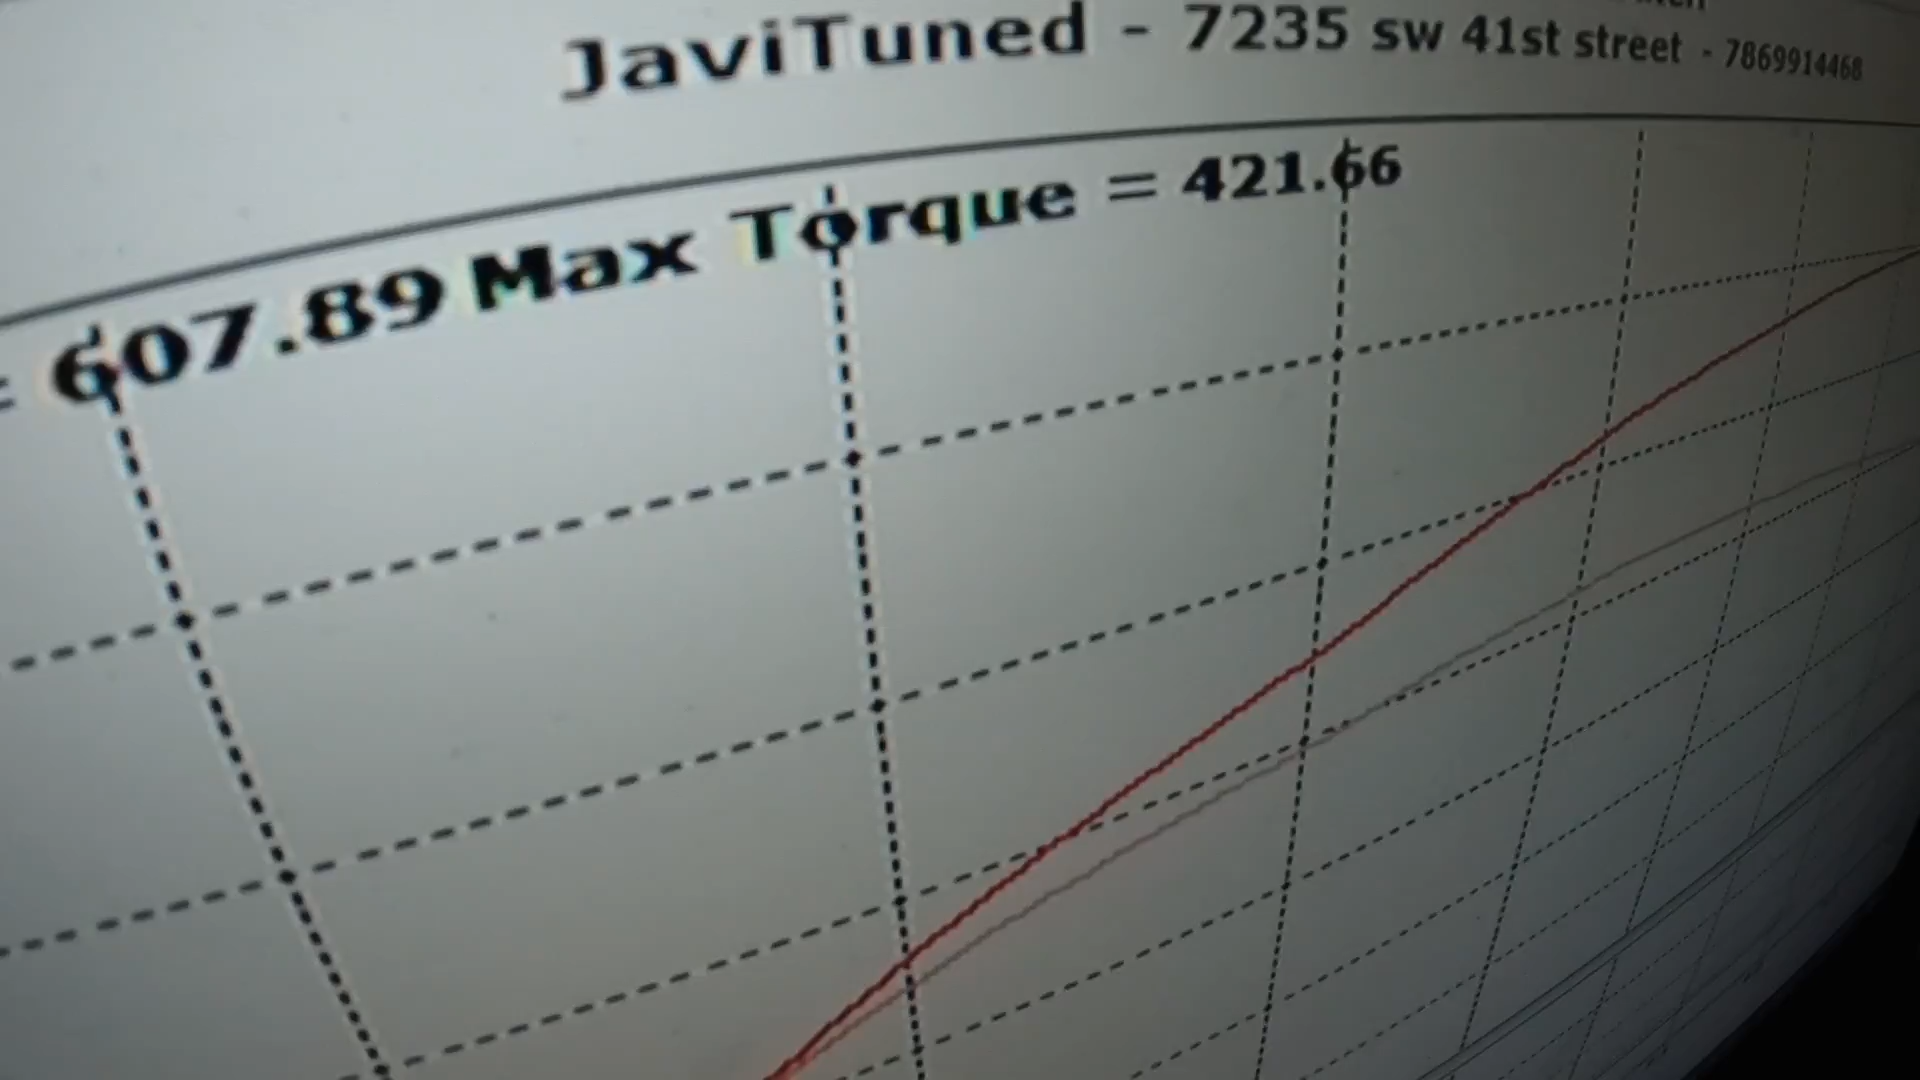 JaviTuned - 7235 sw 41st street - 7869914468
= 607.89 Max Torque = 421.66